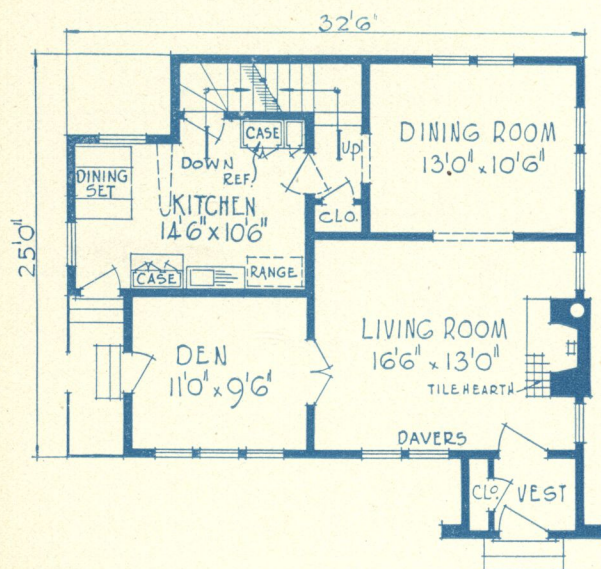 32'6"
25'0"
CASE
DOWN
REF.
Up
DINING ROOM
13'0" x 10'6"
DINING
SET
KITCHEN
14'6" x 10'6"
CLO.
CASE
RANGE
LIVING ROOM
16'6" x 13'0"
TILE HEARTH
DEN
11'0" x 9'6"
DAVERS
CLO.
VEST